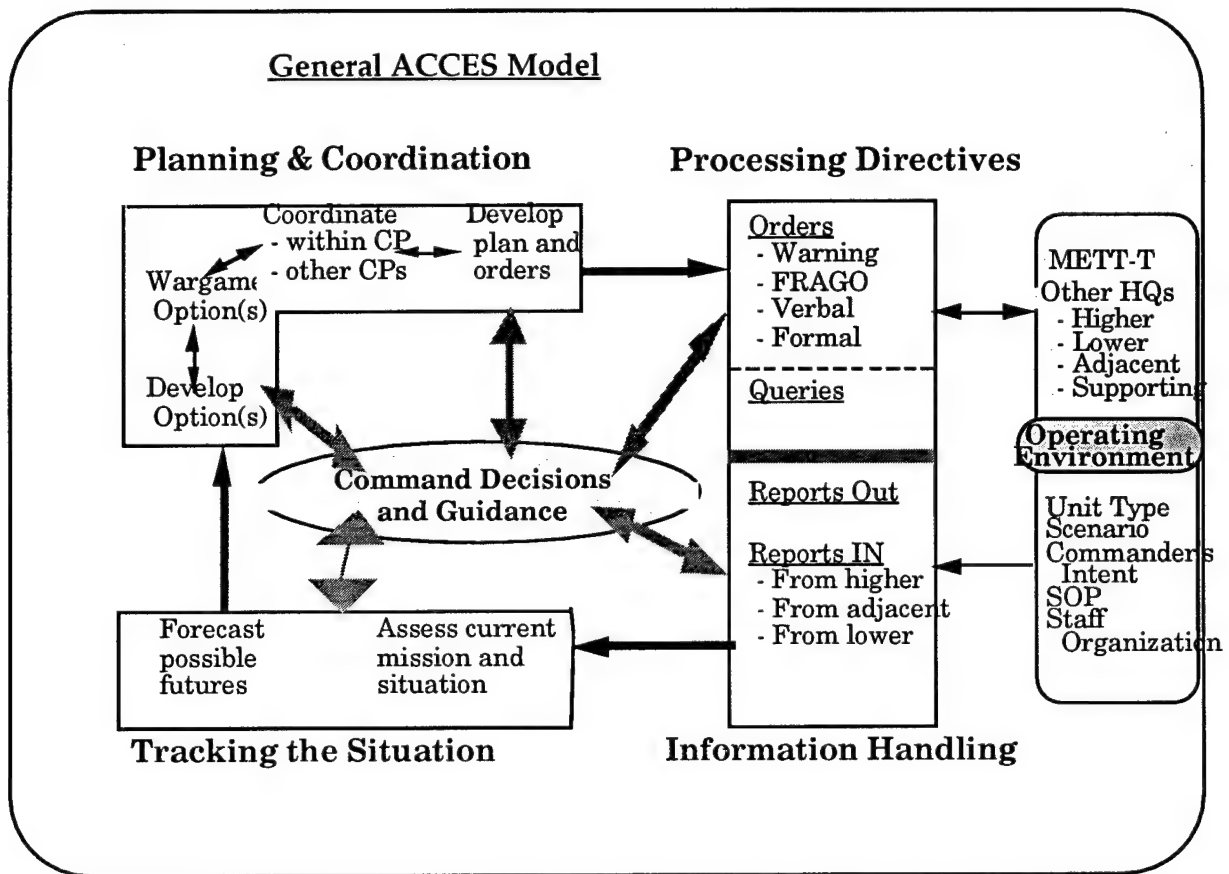 General ACCES Model
Planning & Coordination
Coordinate
- within CP
- other CPs
Develop
plan and
orders
Wargame
Option(s)
Develop
Option(s)
Processing Directives
Orders
- Warning
- FRAGO
- Verbal
- Formal
Queries
Reports Out
Reports IN
- From higher
- From adjacent
- From lower
Information Handling
METT-T
Other HQs
- Higher
- Lower
- Adjacent
- Supporting
Operating
Environment
Unit Type
Scenario
Commander's
Intent
SOP
Staff
Organization
Command Decisions
and Guidance
Forecast
possible
futures
Assess current
mission and
situation
Tracking the Situation